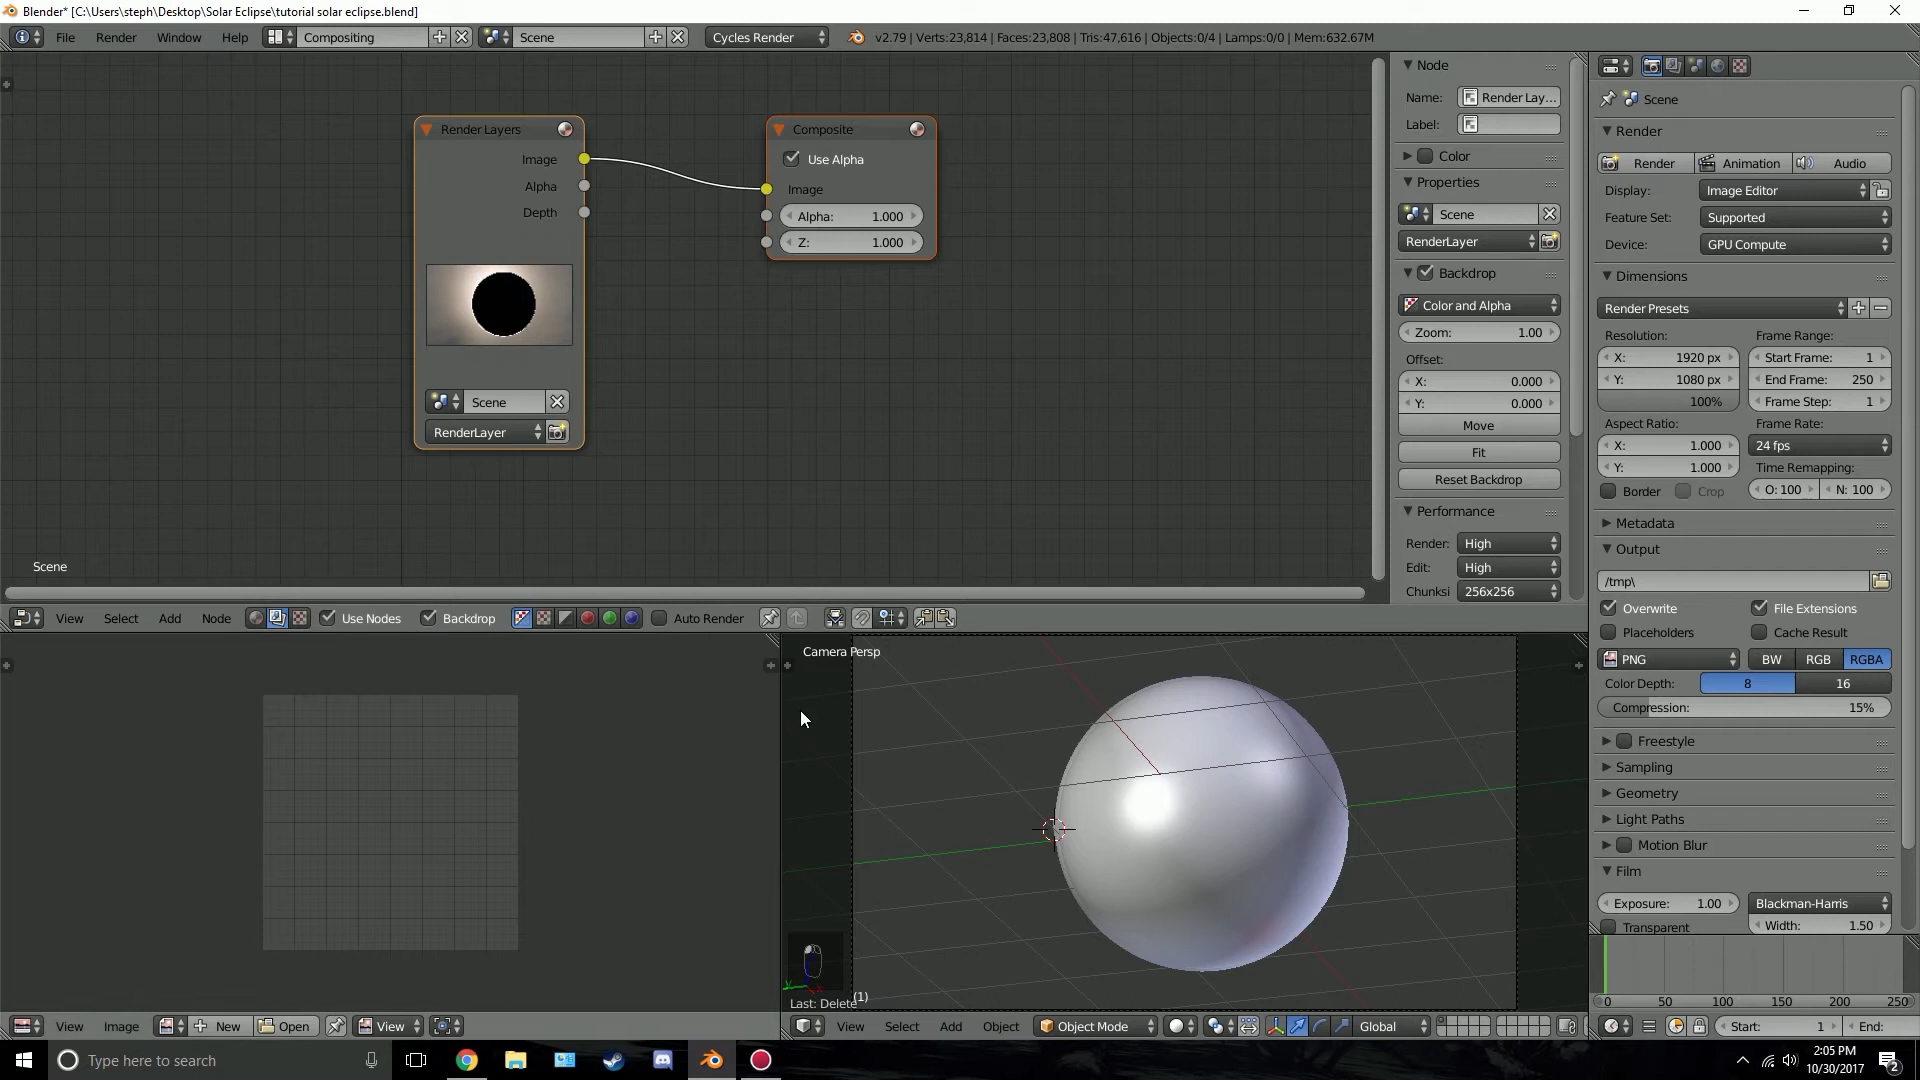 Blender* [C:\Users\steph\Desktop\Solar Eclipse\tutorial solar eclipse.blend]
File Render Window Help Compositing Scene Cycles Render v2.79 | Verts:23,814 | Faces:23,808 | Tris:47,616 | Objects:0/4 | Lamps:0/0 | Mem:632.67M
Render Layers
Image
Alpha
Depth
Scene
RenderLayer
Composite
Use Alpha
Image
Alpha: 1.000
Z: 1.000
Scene
Node
Name: Render Lay...
Label:
Color
Properties
Scene
RenderLayer
Backdrop
Color and Alpha
Zoom: 1.00
Offset:
X: 0.000
Y: 0.000
Move
Fit
Reset Backdrop
Performance
Render: High
Edit: High
Chunksi 256x256
Scene
Render
Render Animation Audio
Display: Image Editor
Feature Set: Supported
Device: GPU Compute
Dimensions
Render Presets
Resolution: Frame Range:
X: 1920 px Start Frame: 1
Y: 1080 px End Frame: 250
100% Frame Step: 1
Aspect Ratio: Frame Rate:
X: 1.000 24 fps
Y: 1.000 Time Remapping:
Border Crop O: 100 N: 100
Metadata
Output
/tmp\
Overwrite File Extensions
Placeholders Cache Result
PNG BW RGB RGBA
Color Depth: 8 16
Compression: 15%
Freestyle
Sampling
Geometry
Light Paths
Motion Blur
Film
Exposure: 1.00 Blackman-Harris
Transparent Width: 1.50
View Select Add Node Use Nodes Backdrop Auto Render
Camera Persp
Last: Delete
(1)
0 50 100 150 200 250
View Image New Open View
View Select Add Object Object Mode Global
Start: 1 End:
Type here to search
2:05 PM
10/30/2017
2